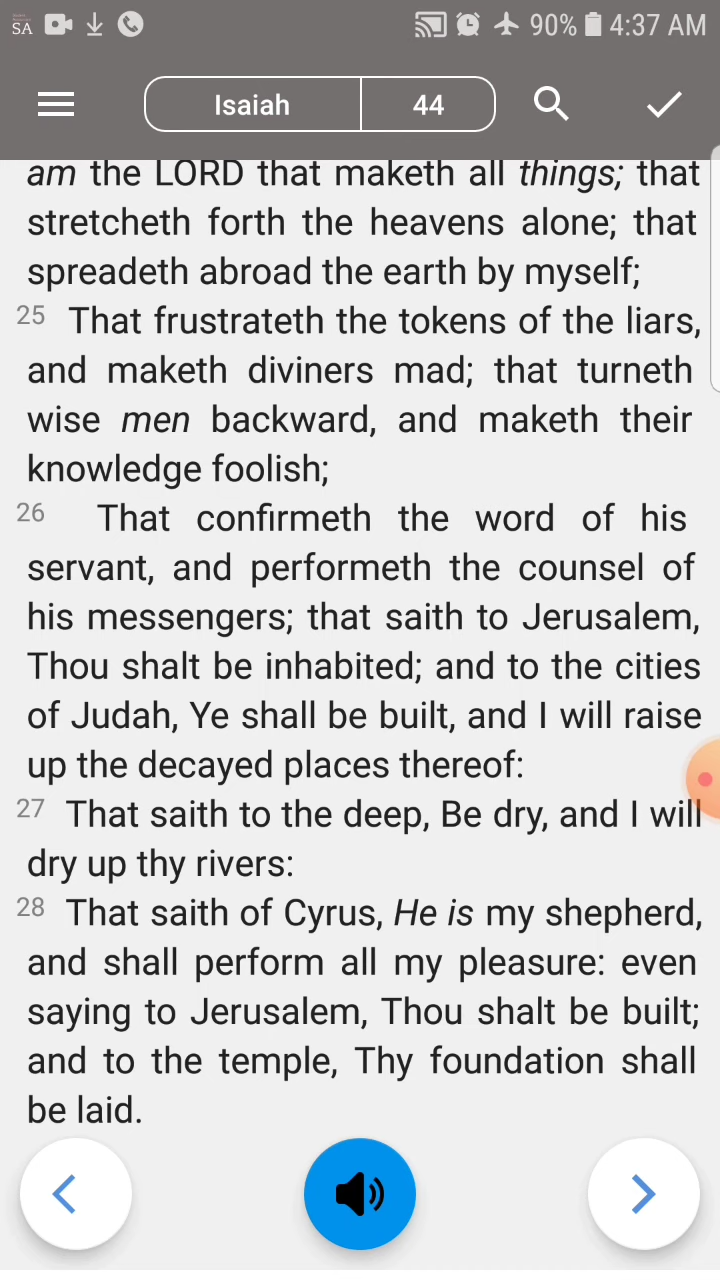 SA 90% 4:37 AM
Isaiah 44
am the LORD that maketh all things; that
stretcheth forth the heavens alone; that
spreadeth abroad the earth by myself;
25 That frustrateth the tokens of the liars,
and maketh diviners mad; that turneth
wise men backward, and maketh their
knowledge foolish;
26 That confirmeth the word of his
servant, and performeth the counsel of
his messengers; that saith to Jerusalem,
Thou shalt be inhabited; and to the cities
of Judah, Ye shall be built, and I will raise
up the decayed places thereof:
27 That saith to the deep, Be dry, and I will
dry up thy rivers:
28 That saith of Cyrus, He is my shepherd,
and shall perform all my pleasure: even
saying to Jerusalem, Thou shalt be built;
and to the temple, Thy foundation shall
be laid.